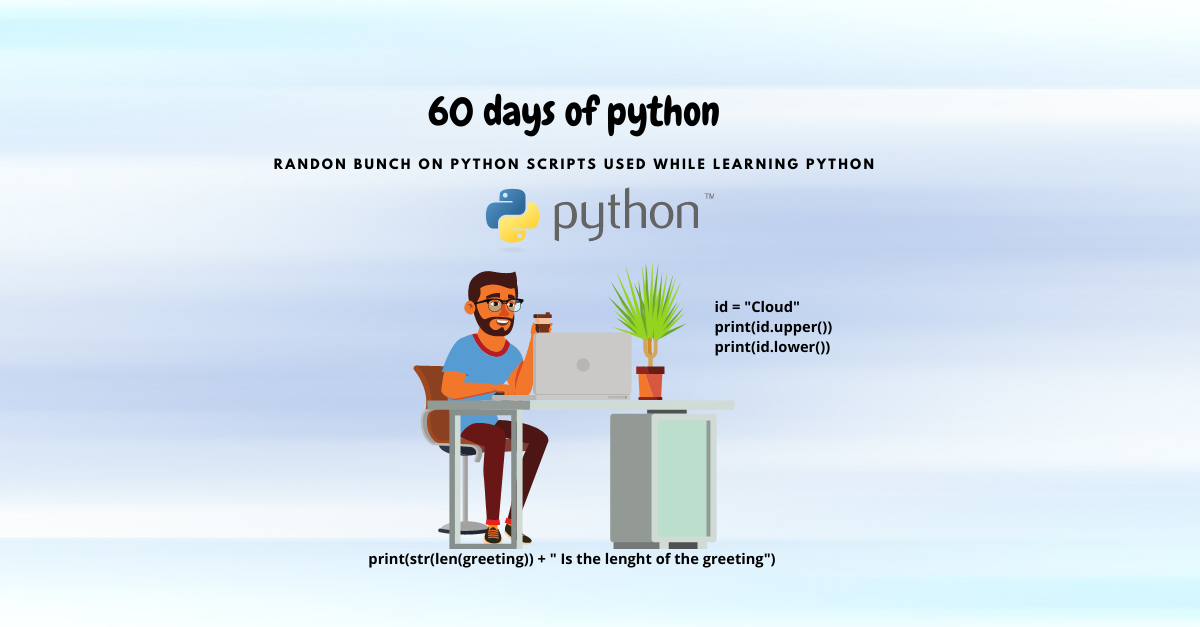 60 days of python
RANDON BUNCH ON PYTHON SCRIPTS USED WHILE LEARNING PYTHON
python™
id = "Cloud"
print(id.upper())
print(id.lower())
print(str(len(greeting)) + " Is the lenght of the greeting")